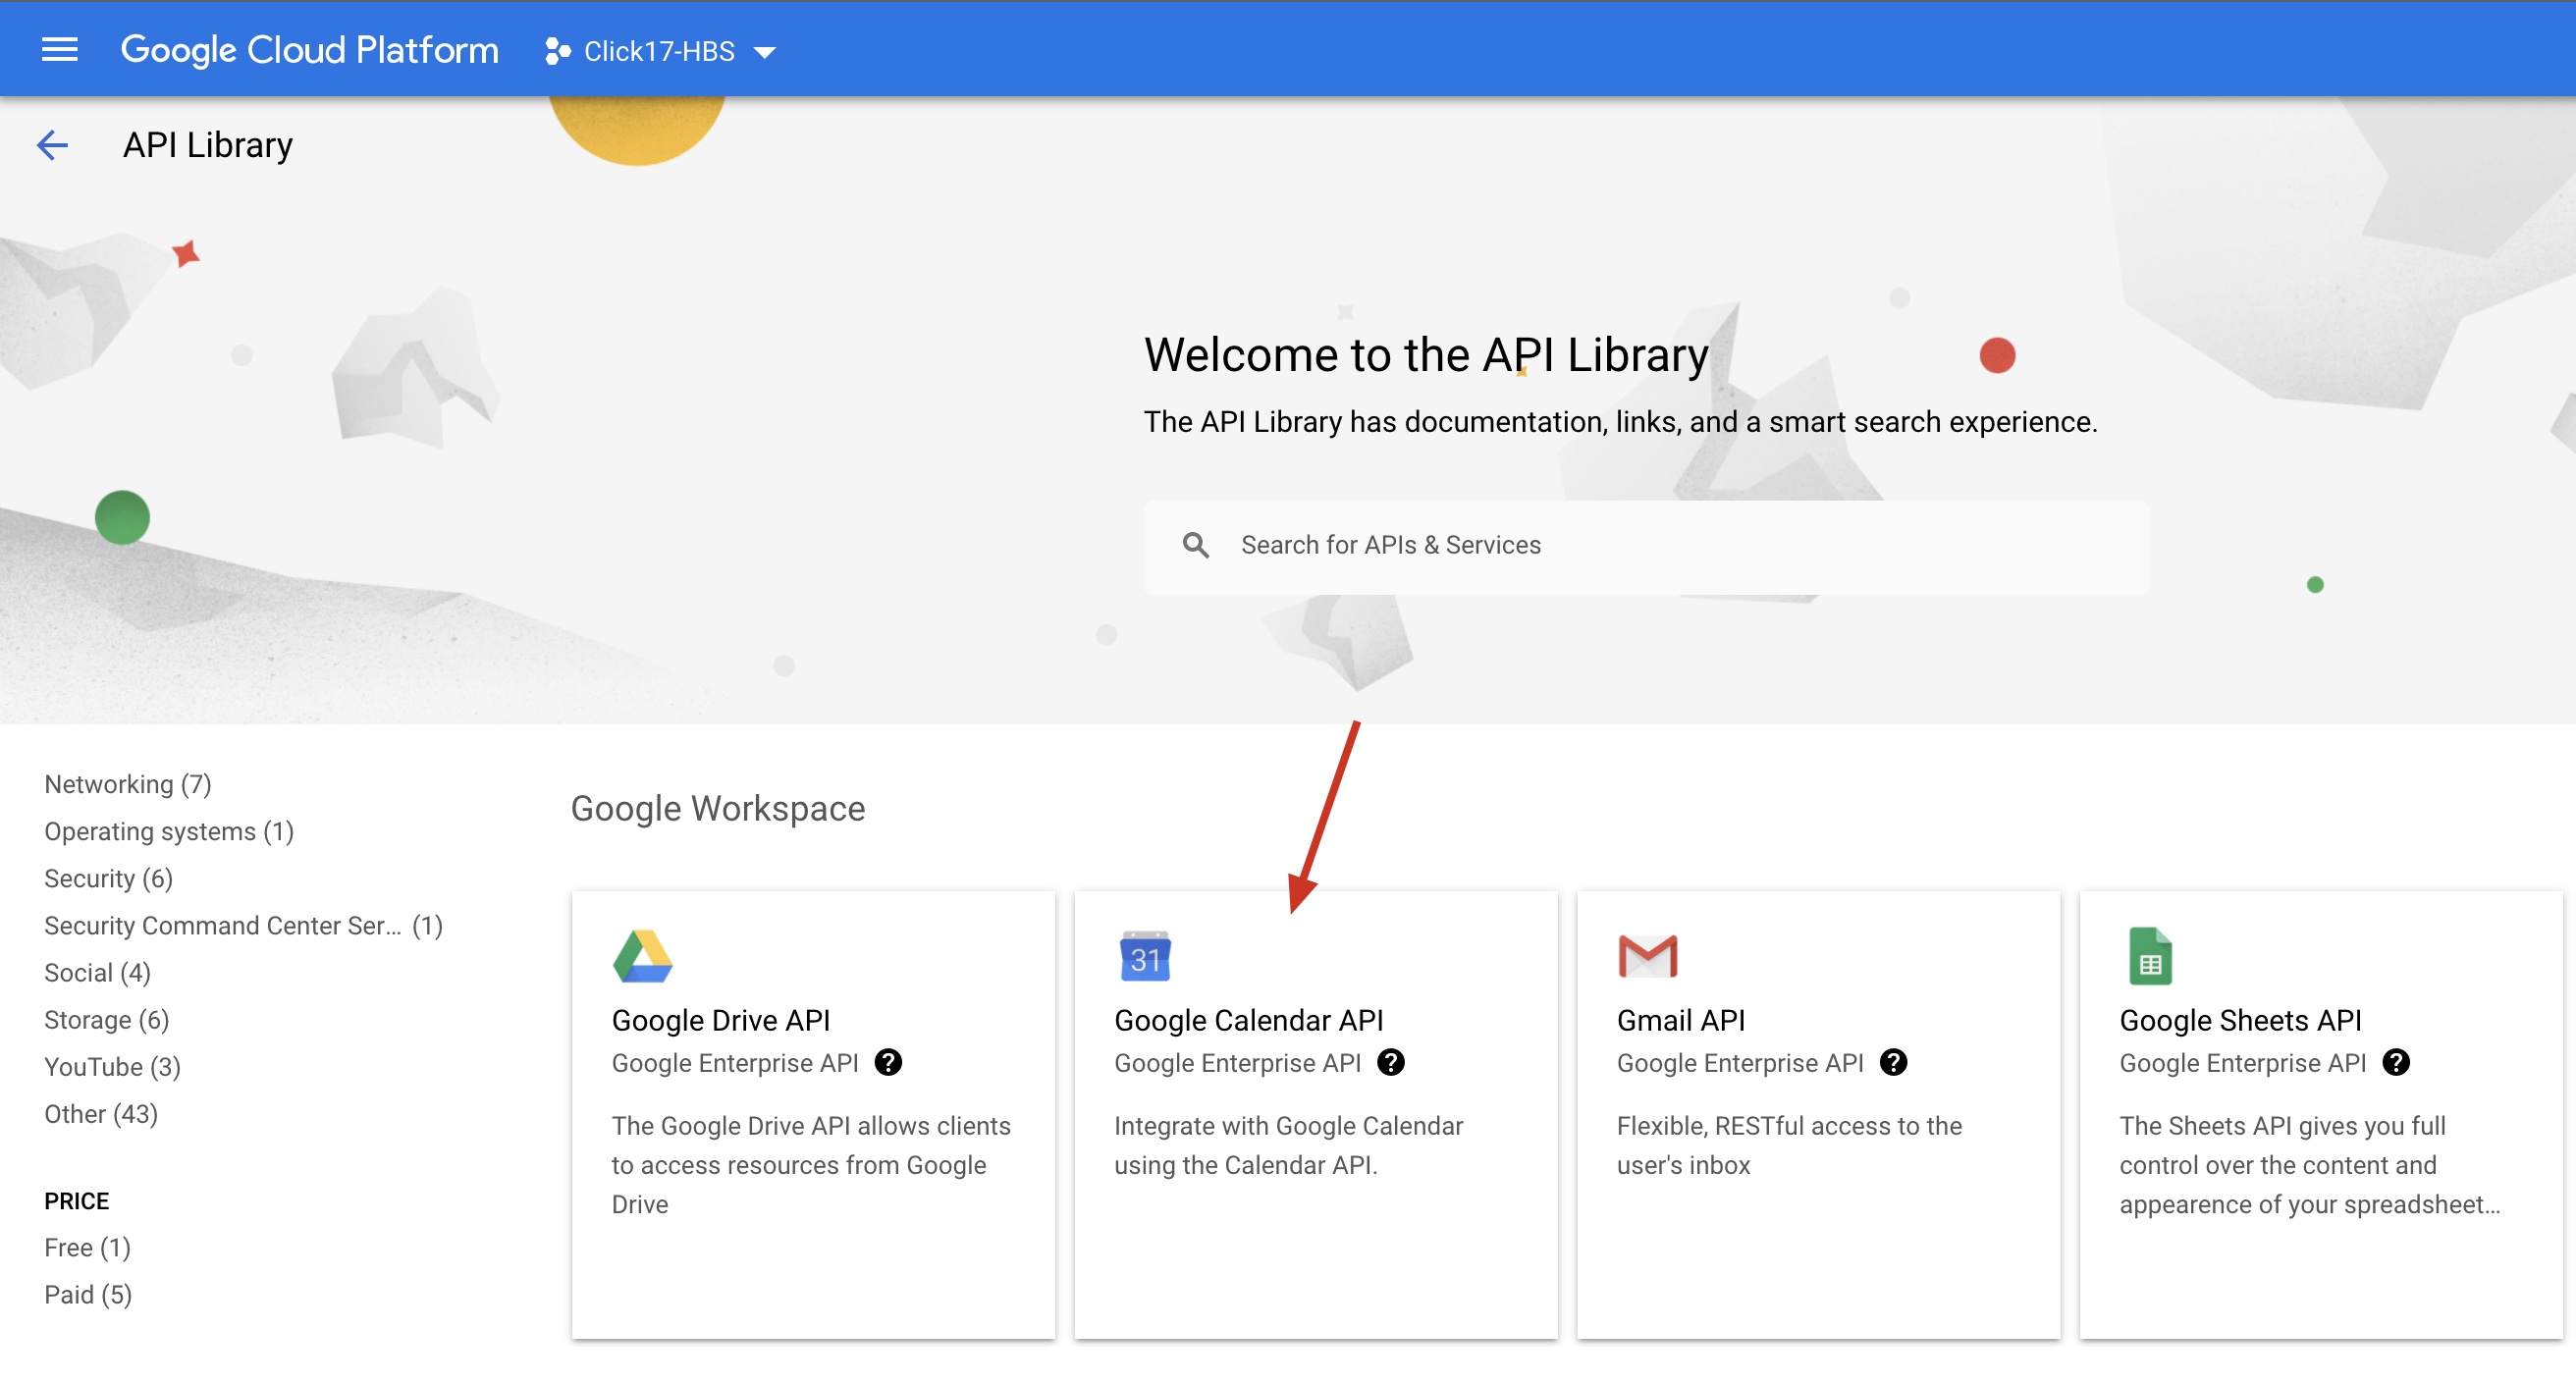 Google Cloud Platform
Click17-HBS
API Library
Welcome to the API Library
The API Library has documentation, links, and a smart search experience.
Search for APIs & Services
Networking (7)
Operating systems (1)
Security (6)
Security Command Center Ser... (1)
Social (4)
Storage (6)
YouTube (3)
Other (43)
PRICE
Free (1)
Paid (5)
Google Workspace
Google Drive API
Google Enterprise API ?
The Google Drive API allows clients
to access resources from Google
Drive
31
Google Calendar API
Google Enterprise API ?
Integrate with Google Calendar
using the Calendar API.
Gmail API
Google Enterprise API ?
Flexible, RESTful access to the
user's inbox
Google Sheets API
Google Enterprise API ?
The Sheets API gives you full
control over the content and
appearence of your spreadsheet...